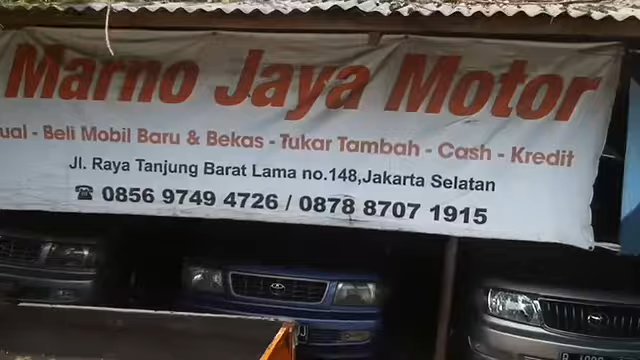 Marno Jaya Motor
ual - Beli Mobil Baru & Bekas - Tukar Tambah - Cash - Kredit
Jl. Raya Tanjung Barat Lama no.148,Jakarta Selatan
☎ 0856 9749 4726 / 0878 8707 1915